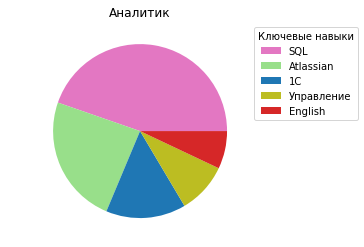 Аналитик
Ключевые навыки
SQL
Atlassian
1C
Управление
English